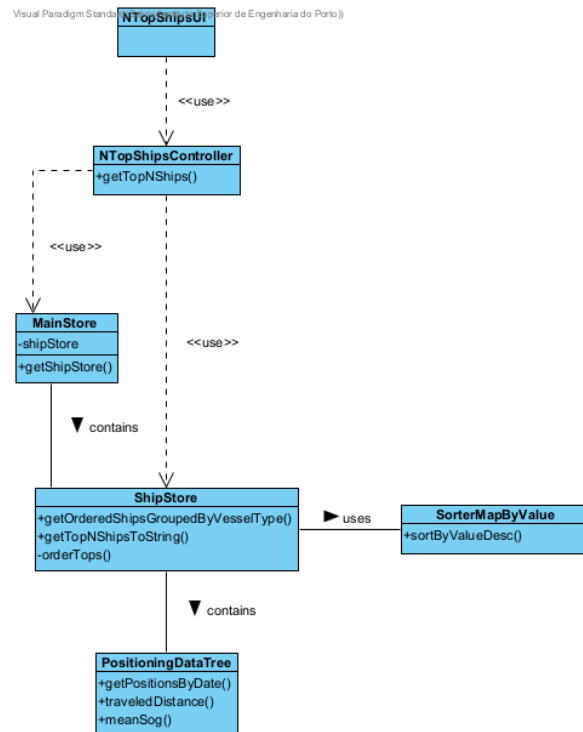 Visual Paradigm Standard Superior de Engenharia do Porto))
NTopShipsUI
<<use>>
NTopShipsController
+getTopNShips()
<<use>>
MainStore
-shipStore
+getShipStore()
<<use>>
contains
ShipStore
+getOrderedShipsGroupedByVesselType()
+getTopNShipsToString()
-orderTops()
uses
SorterMapByValue
+sortByValueDesc()
contains
PositioningDataTree
+getPositionsByDate()
+traveledDistance()
+meanSog()